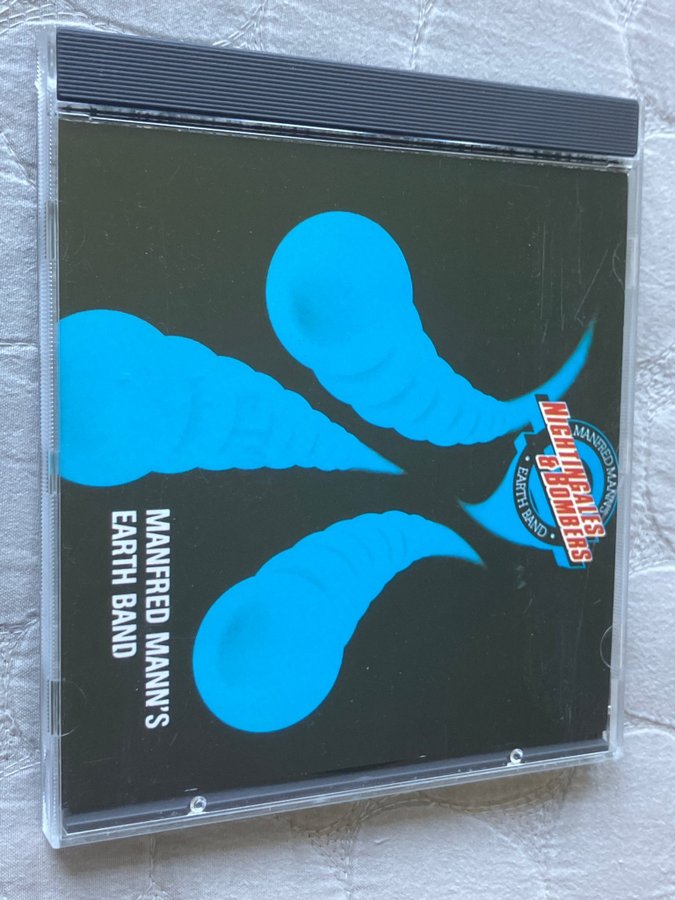 MANFRED MANN'S
NIGHTINGALES
& BOMBERS
• EARTH BAND •
MANFRED MANN'S
EARTH BAND